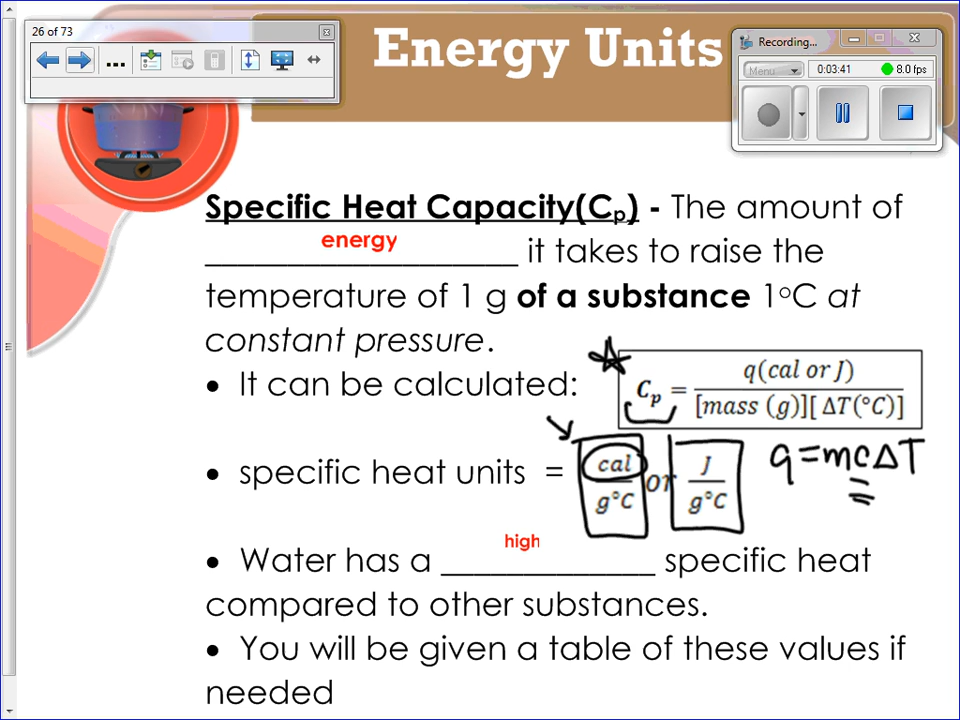 26 of 73
Energy Units
Recording...
Menu
0:03:41
8.0 fps
Specific Heat Capacity(Cₚ) - The amount of
energy
____________________ it takes to raise the
temperature of 1 g of a substance 1°C at
constant pressure.
• It can be calculated:
Cₚ = q(cal or J) / [mass (g)][ ΔT(°C)]
• specific heat units = cal/g°C or J/g°C
q=mcΔT
high
• Water has a _____________ specific heat
compared to other substances.
• You will be given a table of these values if
needed